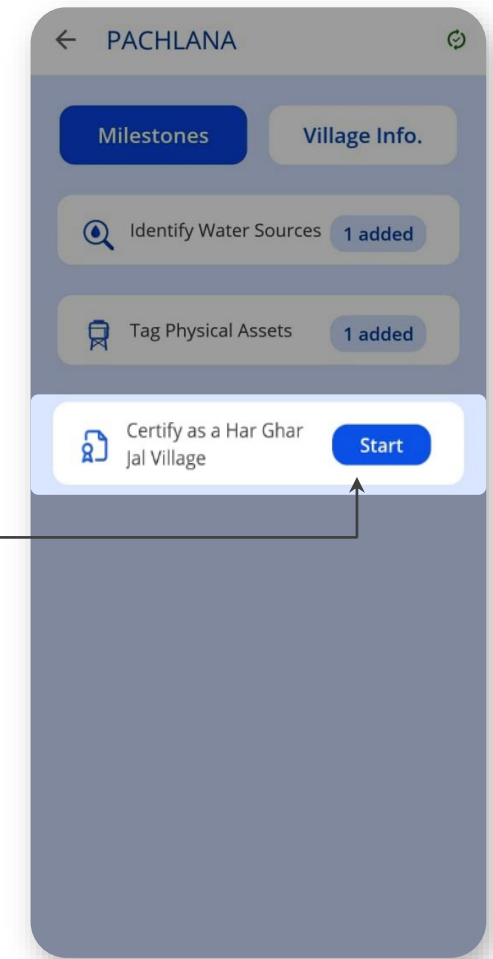 PACHLANA
Milestones
Village Info.
Identify Water Sources
1 added
Tag Physical Assets
1 added
Certify as a Har Ghar
Jal Village
Start